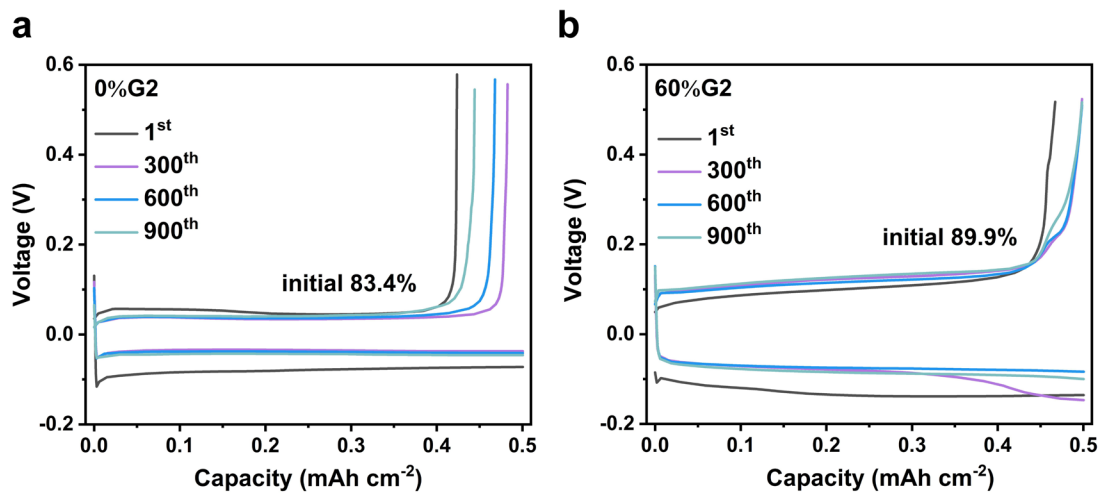 a
0%G2
1st
300th
600th
900th
initial 83.4%
0.6
0.4
0.2
0.0
-0.2
Voltage (V)
0.0 0.1 0.2 0.3 0.4 0.5
Capacity (mAh cm-2)
b
60%G2
1st
300th
600th
900th
initial 89.9%
0.6
0.4
0.2
0.0
-0.2
Voltage (V)
0.0 0.1 0.2 0.3 0.4 0.5
Capacity (mAh cm-2)